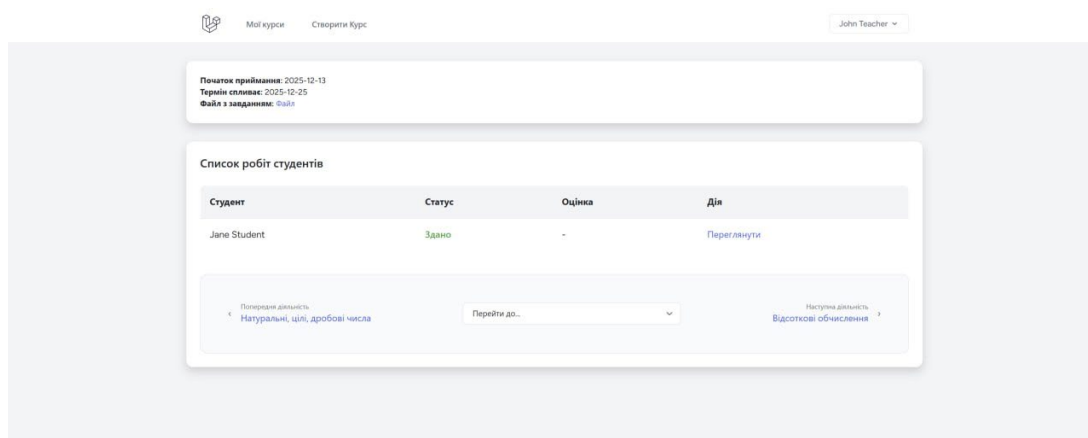 Мої курси Створити Курс John Teacher
Початок приймання: 2025-12-13
Термін спливає: 2025-12-25
Файл з завданням: Файл
Список робіт студентів
Студент Статус Оцінка Дія
Jane Student Здано - Переглянути
Попередня діяльність
‹ Натуральні, цілі, дробові числа
Перейти до...
Наступна діяльність
Відсоткові обчислення ›